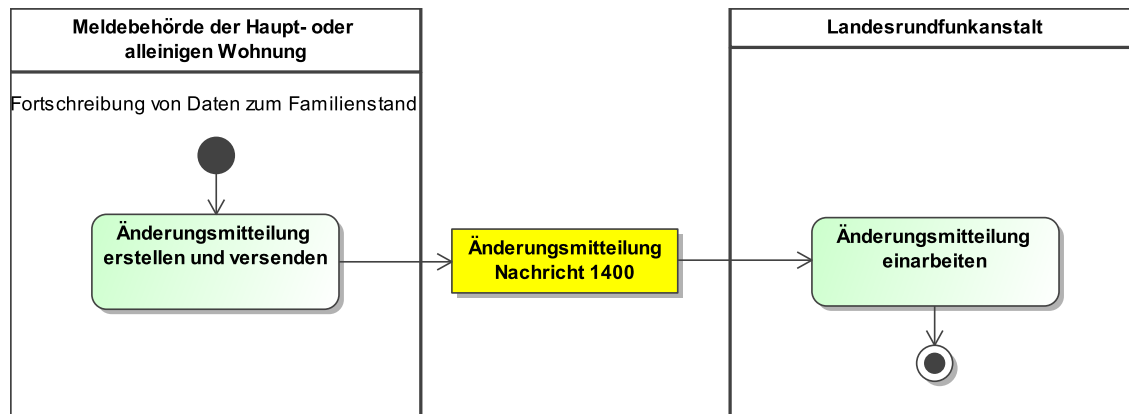 Meldebehörde der Haupt- oder
alleinigen Wohnung
Landesrundfunkanstalt
Fortschreibung von Daten zum Familienstand
Änderungsmitteilung
erstellen und versenden
Änderungsmitteilung
Nachricht 1400
Änderungsmitteilung
einarbeiten